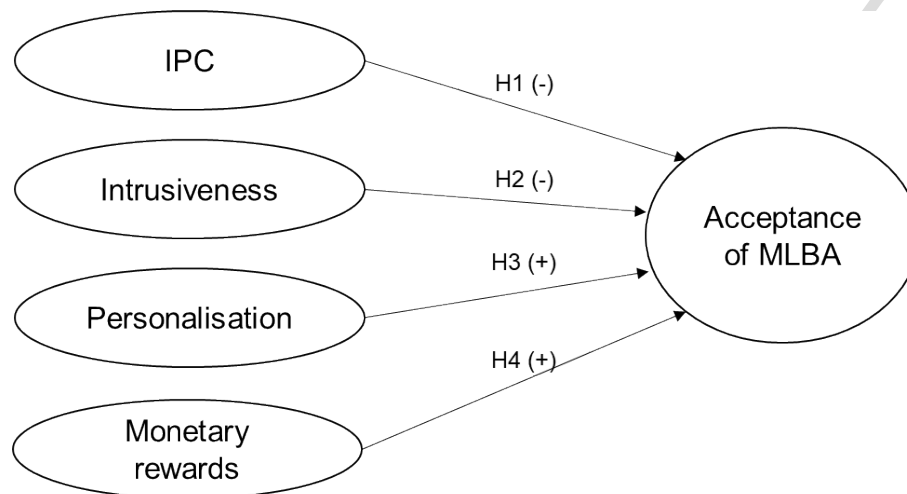 IPC
H1 (-)
Intrusiveness
H2 (-)
Acceptance
of MLBA
H3 (+)
Personalisation
H4 (+)
Monetary
rewards